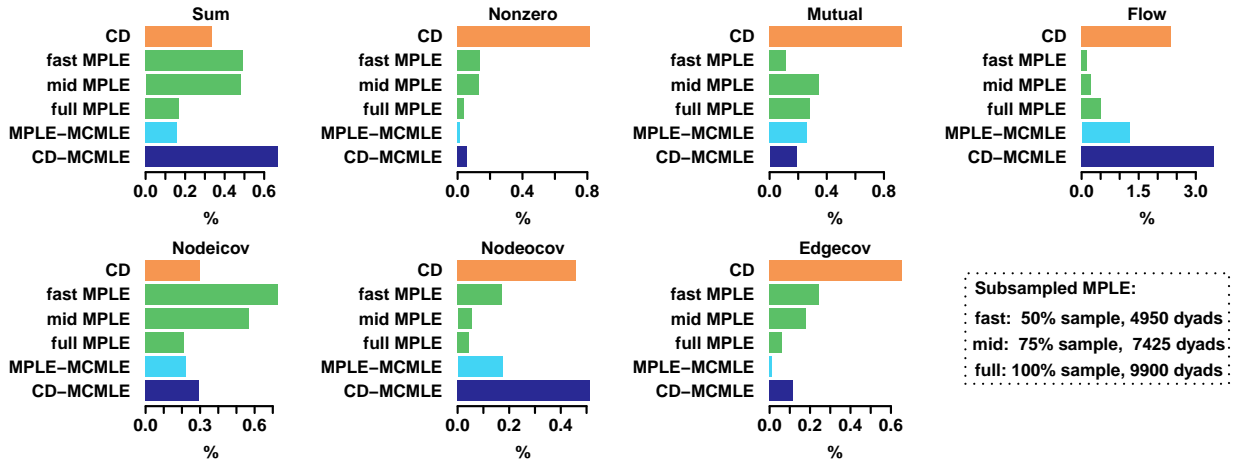 Sum
CD
fast MPLE
mid MPLE
full MPLE
MPLE−MCMLE
CD−MCMLE
0.0 0.2 0.4 0.6
%
Nonzero
CD
fast MPLE
mid MPLE
full MPLE
MPLE−MCMLE
CD−MCMLE
0.0 0.8
%
Mutual
CD
fast MPLE
mid MPLE
full MPLE
MPLE−MCMLE
CD−MCMLE
0.0 0.4 0.8
%
Flow
CD
fast MPLE
mid MPLE
full MPLE
MPLE−MCMLE
CD−MCMLE
0.0 1.5 3.0
%
Nodeicov
CD
fast MPLE
mid MPLE
full MPLE
MPLE−MCMLE
CD−MCMLE
0.0 0.3 0.6
%
Nodeocov
CD
fast MPLE
mid MPLE
full MPLE
MPLE−MCMLE
CD−MCMLE
0.0 0.4
%
Edgecov
CD
fast MPLE
mid MPLE
full MPLE
MPLE−MCMLE
CD−MCMLE
0.0 0.2 0.4 0.6
%
Subsampled MPLE:
fast: 50% sample, 4950 dyads
mid: 75% sample, 7425 dyads
full: 100% sample, 9900 dyads